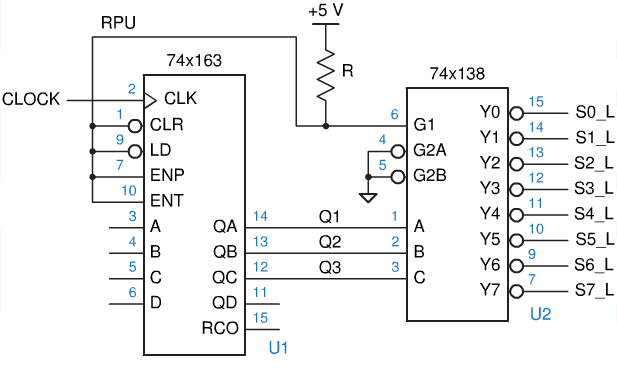 +5 V
RPU
R
74x163
74x138
CLOCK
2 CLK
1 CLR
9 LD
7 ENP
10 ENT
3 A
4 B
5 C
6 D
QA 14 Q1
QB 13 Q2
QC 12 Q3
QD 11
RCO 15
U1
6 G1
4 G2A
5 G2B
1 A
2 B
3 C
Y0 15 S0_L
Y1 14 S1_L
Y2 13 S2_L
Y3 12 S3_L
Y4 11 S4_L
Y5 10 S5_L
Y6 9 S6_L
Y7 7 S7_L
U2